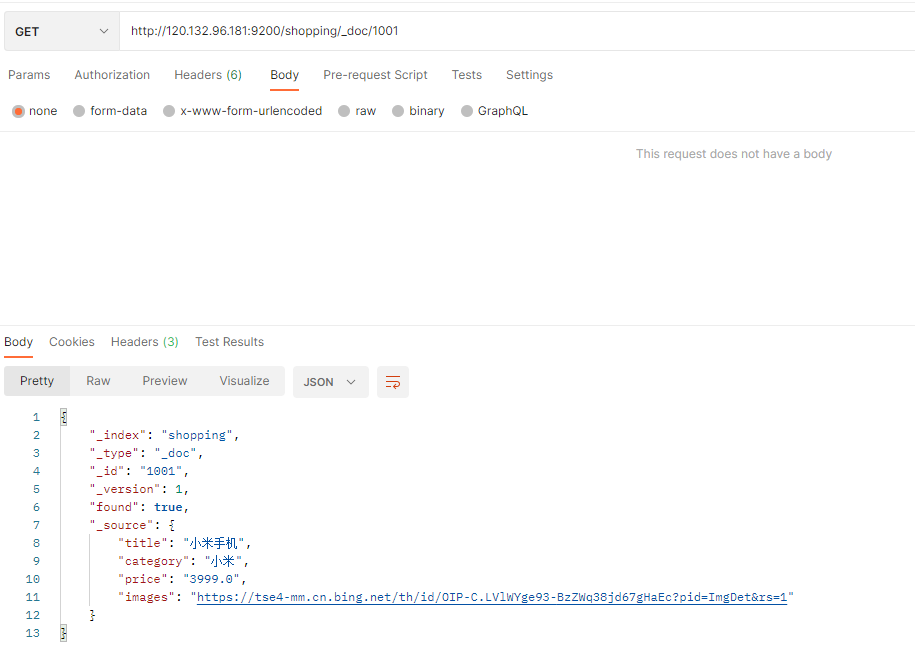 GET http://120.132.96.181:9200/shopping/_doc/1001
Params Authorization Headers (6) Body Pre-request Script Tests Settings
none form-data x-www-form-urlencoded raw binary GraphQL
This request does not have a body
Body Cookies Headers (3) Test Results
Pretty Raw Preview Visualize JSON
1 {
2 "_index": "shopping",
3 "_type": "_doc",
4 "_id": "1001",
5 "_version": 1,
6 "found": true,
7 "_source": {
8 "title": "小米手机",
9 "category": "小米",
10 "price": "3999.0",
11 "images": "https://tse4-mm.cn.bing.net/th/id/OIP-C.LVlWYge93-BzZWq38jd67gHaEc?pid=ImgDet&rs=1"
12 }
13 }